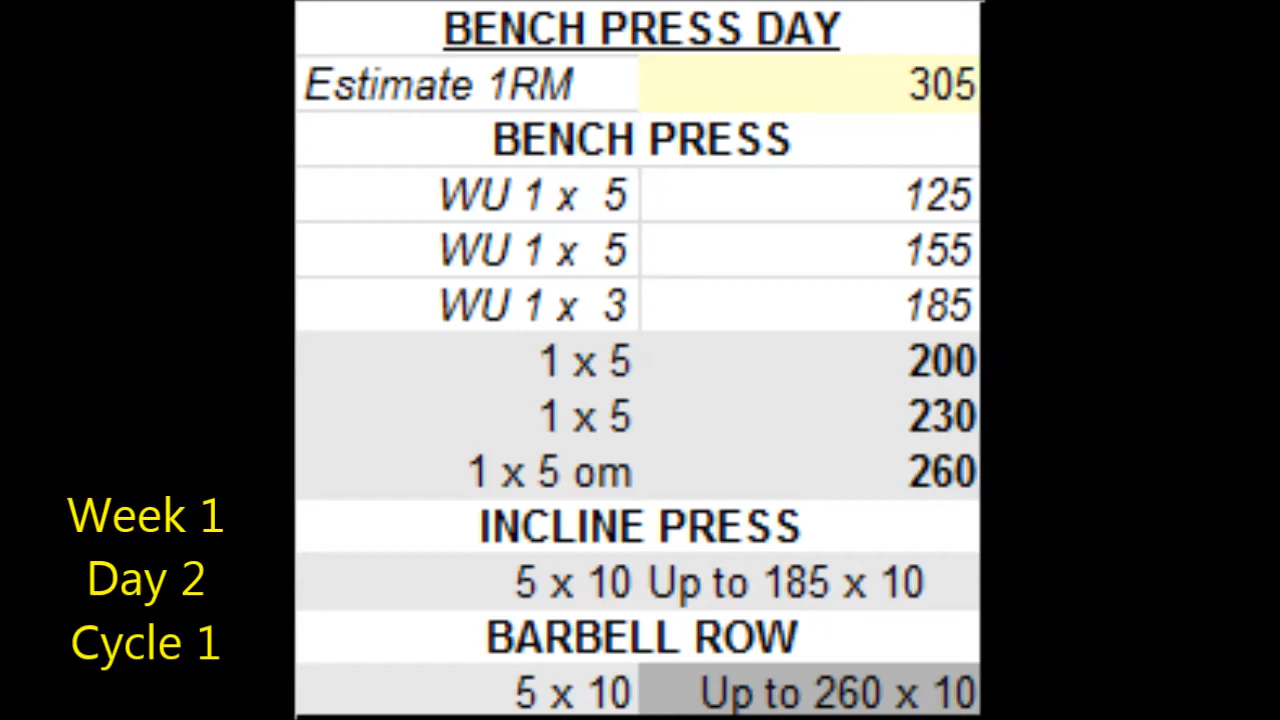 BENCH PRESS DAY
Estimate 1RM 305
BENCH PRESS
WU 1 x 5 125
WU 1 x 5 155
WU 1 x 3 185
1 x 5 200
1 x 5 230
1 x 5 om 260
INCLINE PRESS
5 x 10 Up to 185 x 10
BARBELL ROW
5 x 10 Up to 260 x 10
Week 1
Day 2
Cycle 1